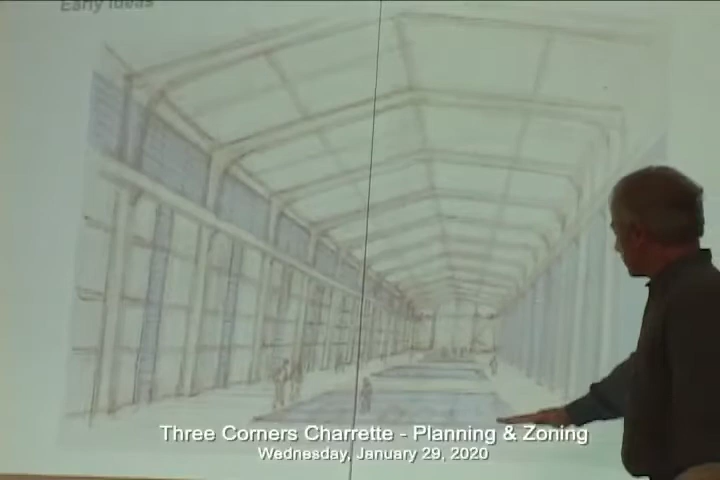 Early Ideas
Three Corners Charrette - Planning & Zoning
Wednesday, January 29, 2020